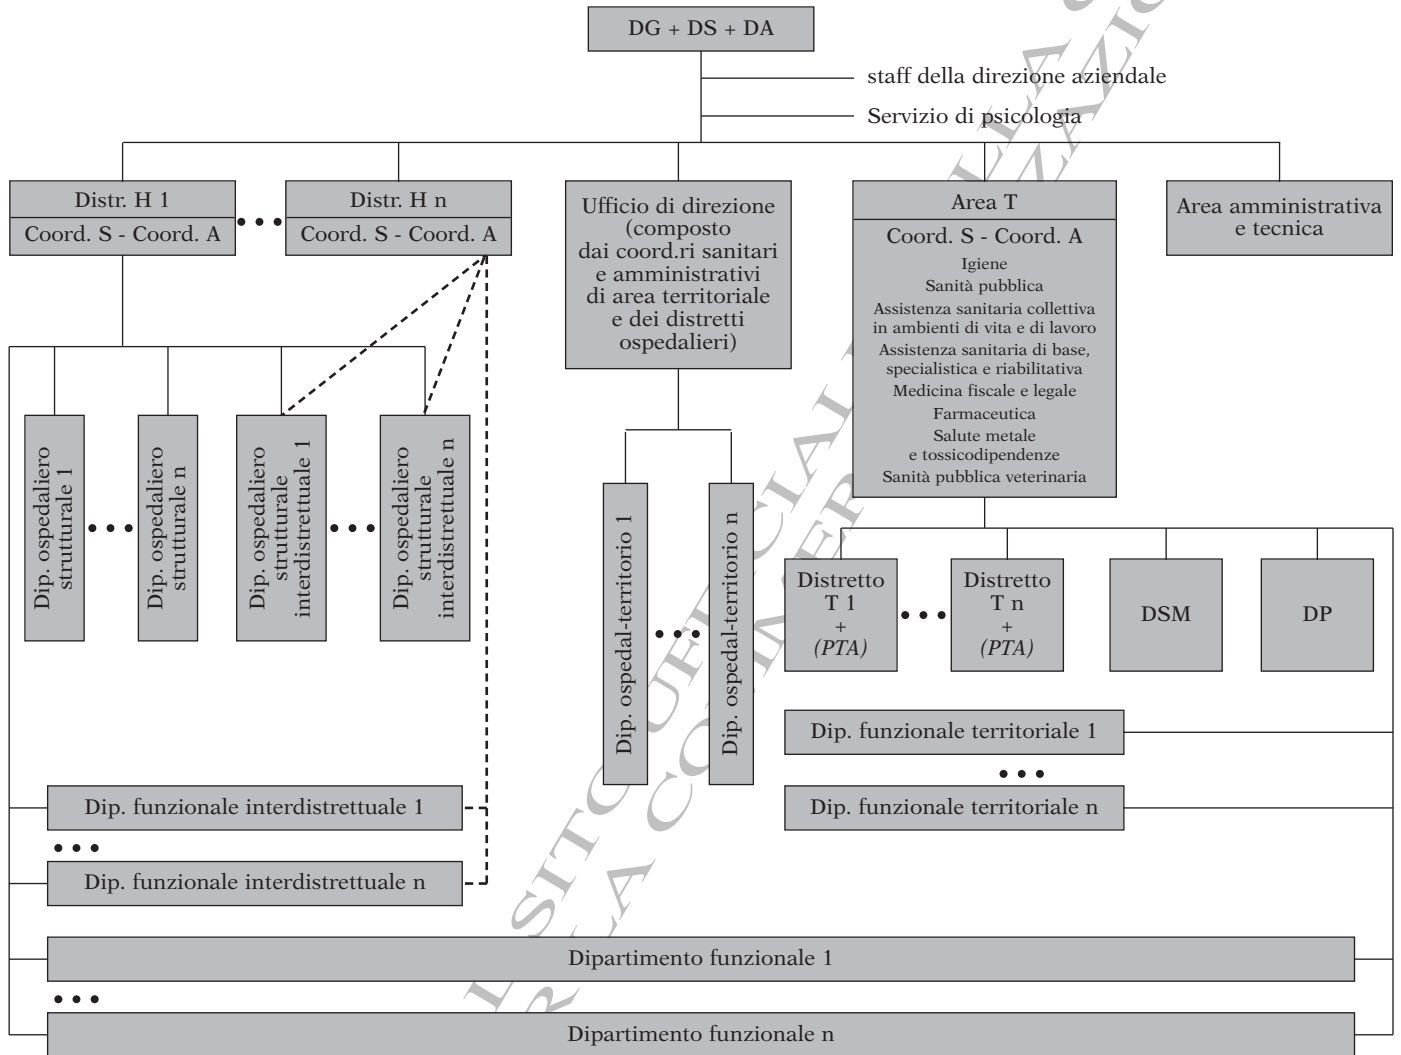 DG + DS + DA
staff della direzione aziendale
Servizio di psicologia
Distr. H 1
Coord. S - Coord. A
Distr. H n
Coord. S - Coord. A
Ufficio di direzione
(composto
dai coord.ri sanitari
e amministrativi
di area territoriale
e dei distretti
ospedalieri)
Area T
Coord. S - Coord. A
Igiene
Sanità pubblica
Assistenza sanitaria collettiva
in ambienti di vita e di lavoro
Assistenza sanitaria di base,
specialistica e riabilitativa
Medicina fiscale e legale
Farmaceutica
Salute metale
e tossicodipendenze
Sanità pubblica veterinaria
Area amministrativa
e tecnica
Dip. ospedaliero
strutturale 1
Dip. ospedaliero
strutturale n
Dip. ospedaliero
strutturale
interdistrettuale 1
Dip. ospedaliero
strutturale
interdistrettuale n
Dip. ospedal-territorio 1
Dip. ospedal-territorio n
Distretto
T 1
+
(PTA)
Distretto
T n
+
(PTA)
DSM
DP
Dip. funzionale territoriale 1
Dip. funzionale territoriale n
Dip. funzionale interdistrettuale 1
Dip. funzionale interdistrettuale n
Dipartimento funzionale 1
Dipartimento funzionale n